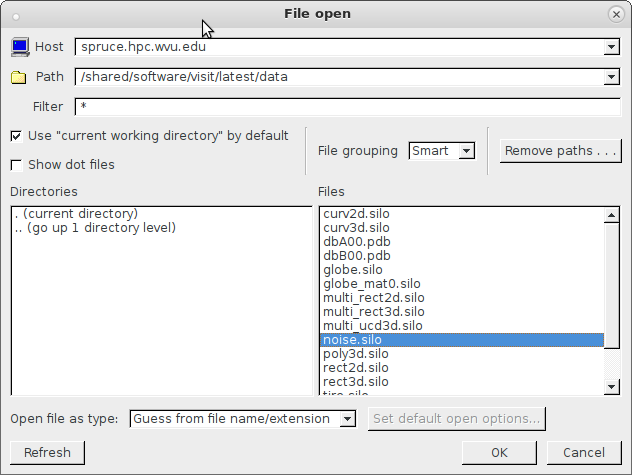 File open
Host spruce.hpc.wvu.edu
Path /shared/software/visit/latest/data
Filter *
Use "current working directory" by default
Show dot files
File grouping Smart
Remove paths . . .
Directories
. (current directory)
.. (go up 1 directory level)
Files
curv2d.silo
curv3d.silo
dbA00.pdb
dbB00.pdb
globe.silo
globe_mat0.silo
multi_rect2d.silo
multi_rect3d.silo
multi_ucd3d.silo
noise.silo
poly3d.silo
rect2d.silo
rect3d.silo
tire.silo
Open file as type: Guess from file name/extension Set default open options...
Refresh OK Cancel